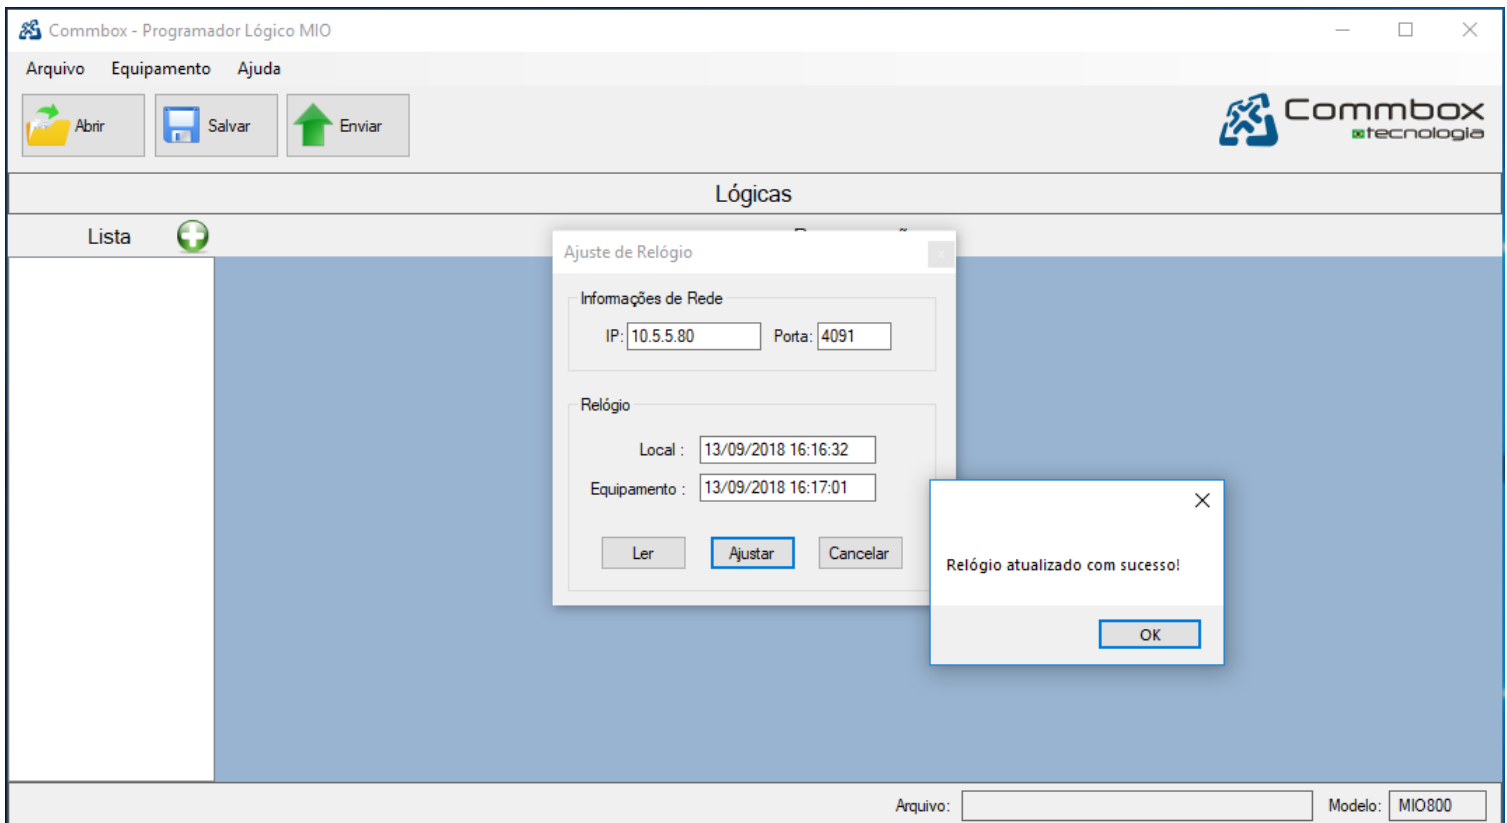 Commbox - Programador Lógico MIO
Arquivo Equipamento Ajuda
Abrir Salvar Enviar
Commbox
tecnologia
Lógicas
Lista
Ajuste de Relógio
x
Informações de Rede
IP: 10.5.5.80 Porta: 4091
Relógio
Local : 13/09/2018 16:16:32
Equipamento : 13/09/2018 16:17:01
Ler Ajustar Cancelar
Relógio atualizado com sucesso!
OK
Arquivo: Modelo: MIO800